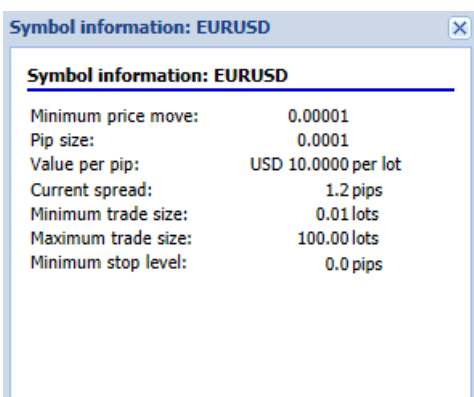 Symbol information: EURUSD
Symbol information: EURUSD
Minimum price move: 0.00001
Pip size: 0.0001
Value per pip: USD 10.0000 per lot
Current spread: 1.2 pips
Minimum trade size: 0.01 lots
Maximum trade size: 100.00 lots
Minimum stop level: 0.0 pips